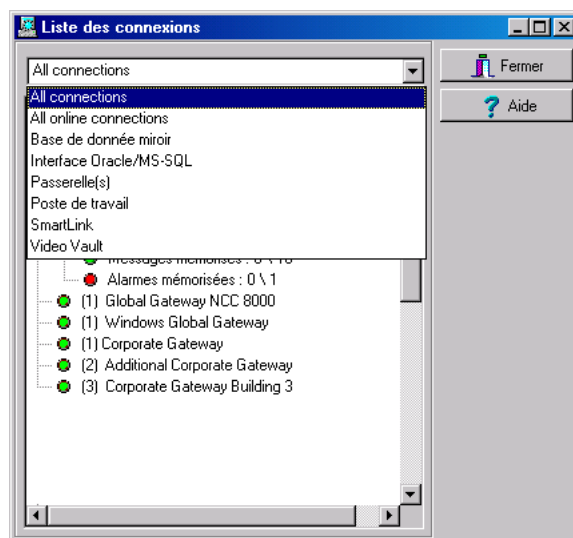 Liste des connexions
All connections
Fermer
All connections
Aide
All online connections
Base de donnée miroir
Interface Oracle/MS-SQL
Passerelle(s)
Poste de travail
SmartLink
Video Vault
Alarmes mémorisées : 0 \ 1
(1) Global Gateway NCC 8000
(1) Windows Global Gateway
(1) Corporate Gateway
(2) Additional Corporate Gateway
(3) Corporate Gateway Building 3